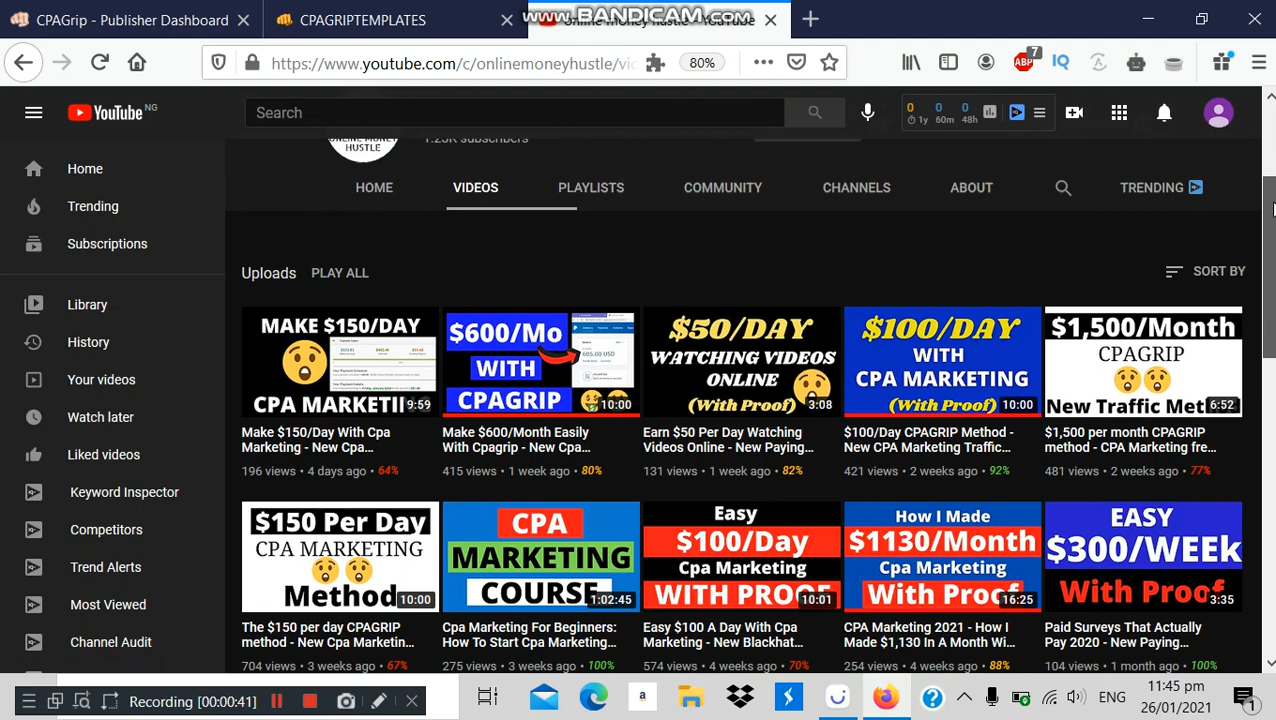 CPAGrip - Publisher Dashboard
CPAGRIPTEMPLATES
www.BANDICAM.com
Online money hustle - YouTube
https://www.youtube.com/c/onlinemoneyhustle/vi
80%
ABP
7
IQ
YouTube NG
Search
0 0 0
1y 60m 48h
ONLINE MONEY
HUSTLE
1.23K subscribers
HOME VIDEOS PLAYLISTS COMMUNITY CHANNELS ABOUT TRENDING
Home
Trending
Subscriptions
Library
History
Your videos
Watch later
Liked videos
Keyword Inspector
Competitors
Trend Alerts
Most Viewed
Channel Audit
Uploads PLAY ALL
SORT BY
MAKE $150/DAY
WITH CPA MARKETI
9:59
Make $150/Day With Cpa
Marketing - New Cpa...
196 views • 4 days ago • 64%
$600/Mo
WITH
CPAGRIP
10:00
Make $600/Month Easily
With Cpagrip - New Cpa...
415 views • 1 week ago • 80%
$50/DAY
WATCHING VIDEOS
ONLINE
(With Proof)
3:08
Earn $50 Per Day Watching
Videos Online - New Paying...
131 views • 1 week ago • 82%
$100/DAY
WITH
CPA MARKETING
(With Proof)
10:00
$100/Day CPAGRIP Method -
New CPA Marketing Traffic...
421 views • 2 weeks ago • 92%
$1,500/Month
CPAGRIP
New Traffic Met
6:52
$1,500 per month CPAGRIP
method - CPA Marketing fre...
481 views • 2 weeks ago • 77%
$150 Per Day
CPA MARKETING
Method
10:00
The $150 per day CPAGRIP
method - New Cpa Marketin...
704 views • 3 weeks ago • 67%
CPA
MARKETING
COURSE
1:02:45
Cpa Marketing For Beginners:
How To Start Cpa Marketing...
275 views • 3 weeks ago • 100%
Easy
$100/Day
Cpa Marketing
WITH PROOF
10:01
Easy $100 A Day With Cpa
Marketing - New Blackhat...
574 views • 4 weeks ago • 70%
How I Made
$1130/Month
Cpa Marketing
With Proof
16:25
CPA Marketing 2021 - How I
Made $1,130 In A Month Wi...
254 views • 4 weeks ago • 88%
EASY
$300/WEEk
With Proof
3:35
Paid Surveys That Actually
Pay 2020 - New Paying...
104 views • 1 month ago • 100%
Recording [00:00:41]
a
ENG
11:45 pm
26/01/2021
1